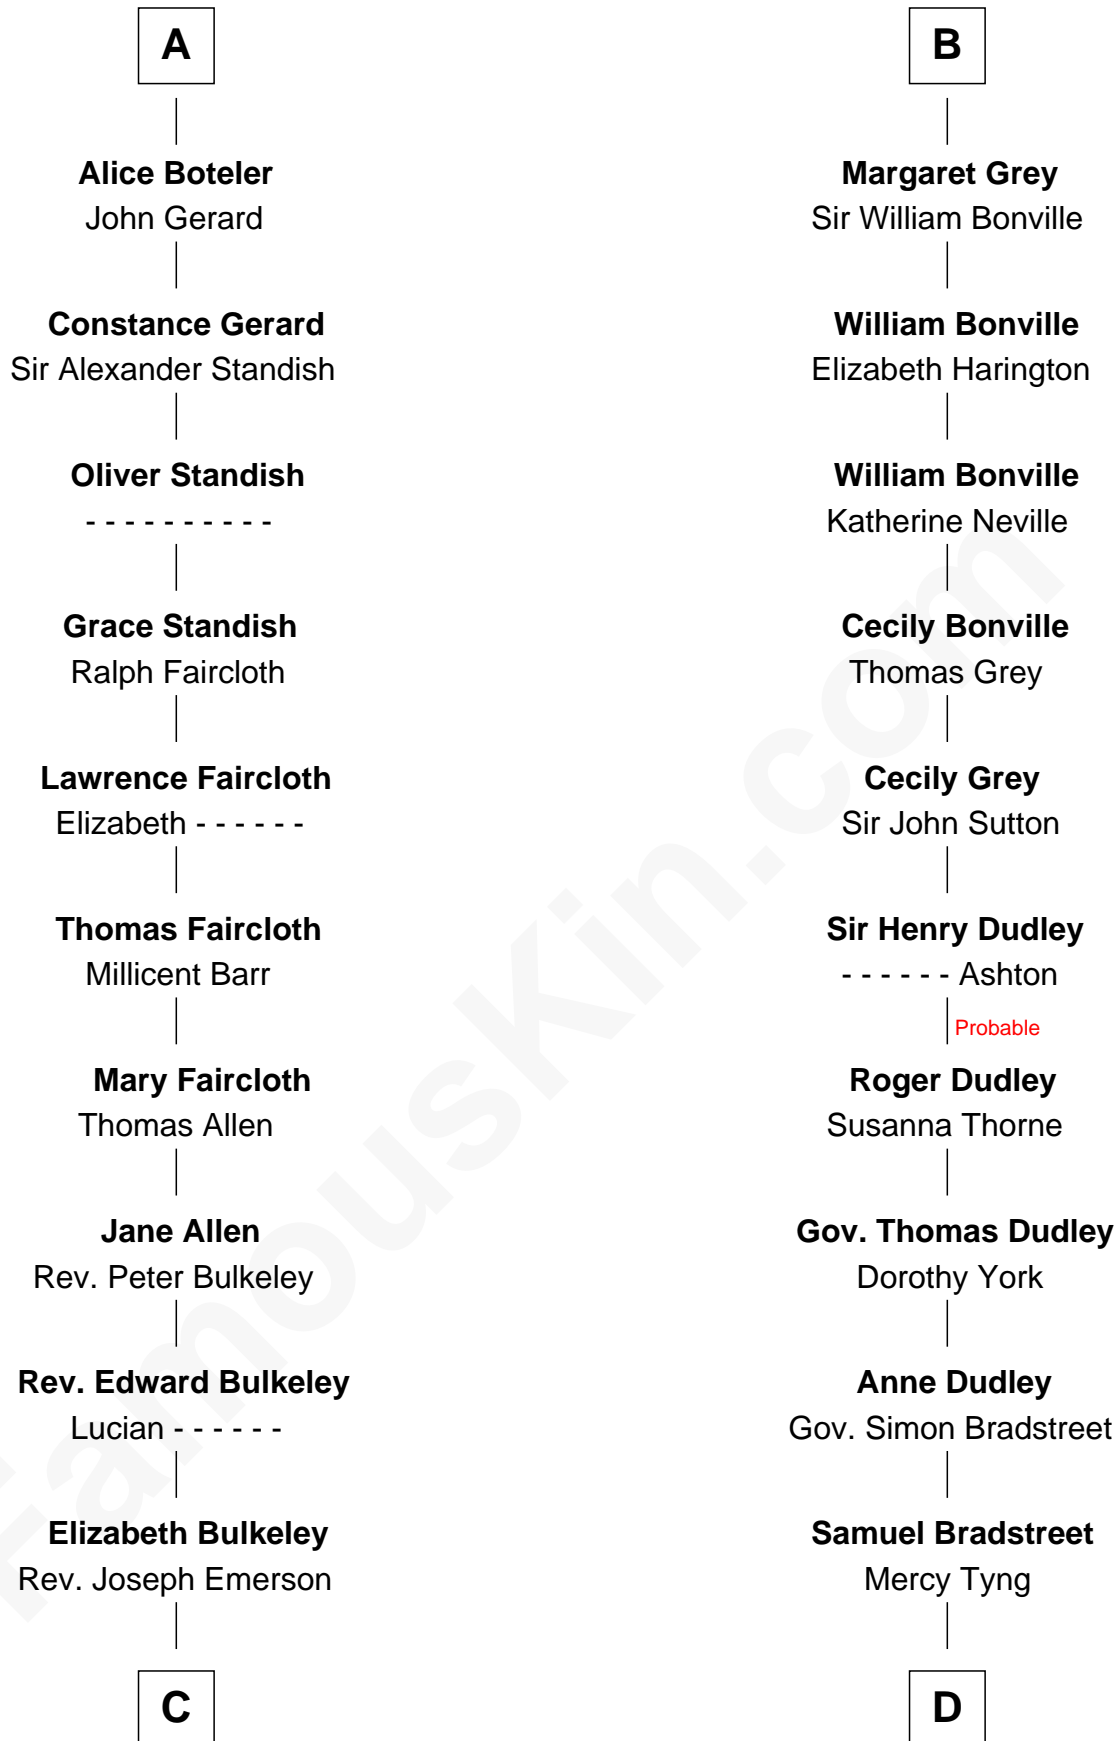 A
Alice Boteler
John Gerard
Constance Gerard
Sir Alexander Standish
Oliver Standish
- - - - - - - - - -
Grace Standish
Ralph Faircloth
Lawrence Faircloth
Elizabeth - - - - - -
Thomas Faircloth
Millicent Barr
Mary Faircloth
Thomas Allen
Jane Allen
Rev. Peter Bulkeley
Rev. Edward Bulkeley
Lucian - - - - - -
Elizabeth Bulkeley
Rev. Joseph Emerson
C
B
Margaret Grey
Sir William Bonville
William Bonville
Elizabeth Harington
William Bonville
Katherine Neville
Cecily Bonville
Thomas Grey
Cecily Grey
Sir John Sutton
Sir Henry Dudley
- - - - - - Ashton
Probable
Roger Dudley
Susanna Thorne
Gov. Thomas Dudley
Dorothy York
Anne Dudley
Gov. Simon Bradstreet
Samuel Bradstreet
Mercy Tyng
D
FamousKin.com